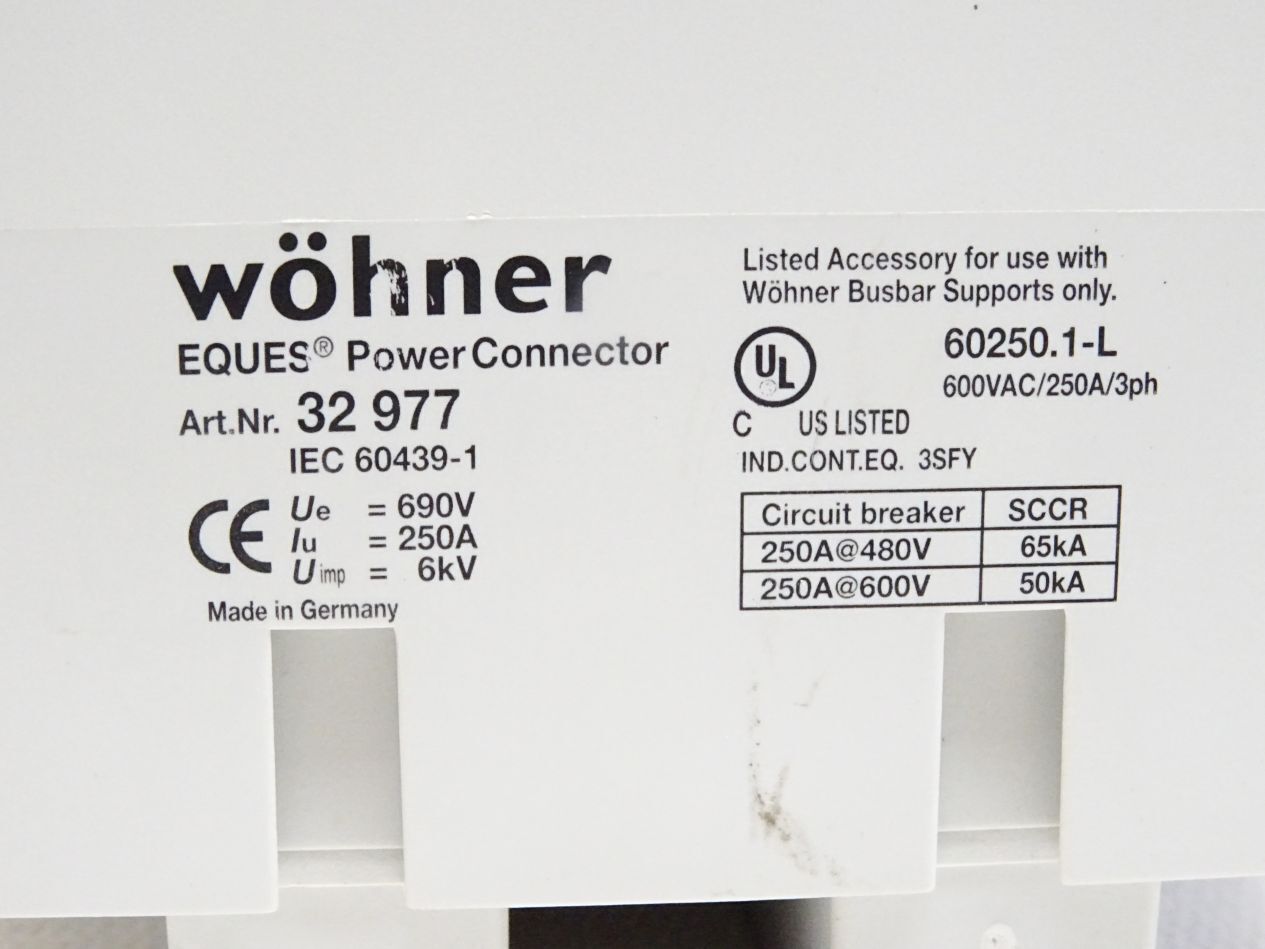 wöhner
EQUES® PowerConnector
Art.Nr. 32 977
IEC 60439-1
CE
Ue = 690V
Iu = 250A
Uimp = 6kV
Made in Germany
Listed Accessory for use with
Wöhner Busbar Supports only.
UL
60250.1-L
600VAC/250A/3ph
C US LISTED
IND.CONT.EQ. 3SFY
Circuit breaker SCCR
250A@480V 65kA
250A@600V 50kA